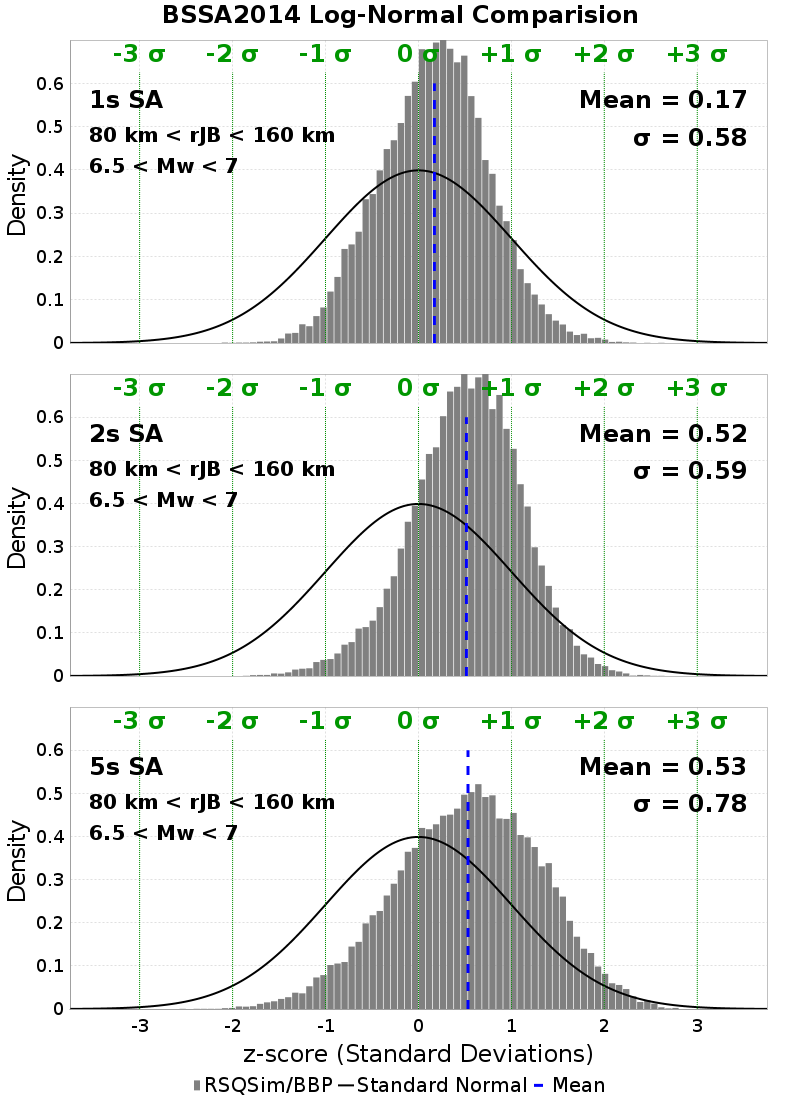 BSSA2014 Log-Normal Comparision
-3 σ -2 σ -1 σ 0 σ +1 σ +2 σ +3 σ
1s SA
Mean = 0.17
80 km < rJB < 160 km
σ = 0.58
6.5 < Mw < 7
Density
0.6
0.5
0.4
0.3
0.2
0.1
0
-3 σ -2 σ -1 σ 0 σ +1 σ +2 σ +3 σ
2s SA
Mean = 0.52
80 km < rJB < 160 km
σ = 0.59
6.5 < Mw < 7
Density
0.6
0.5
0.4
0.3
0.2
0.1
0
-3 σ -2 σ -1 σ 0 σ +1 σ +2 σ +3 σ
5s SA
Mean = 0.53
80 km < rJB < 160 km
σ = 0.78
6.5 < Mw < 7
Density
0.6
0.5
0.4
0.3
0.2
0.1
0
-3 -2 -1 0 1 2 3
z-score (Standard Deviations)
RSQSim/BBP Standard Normal Mean